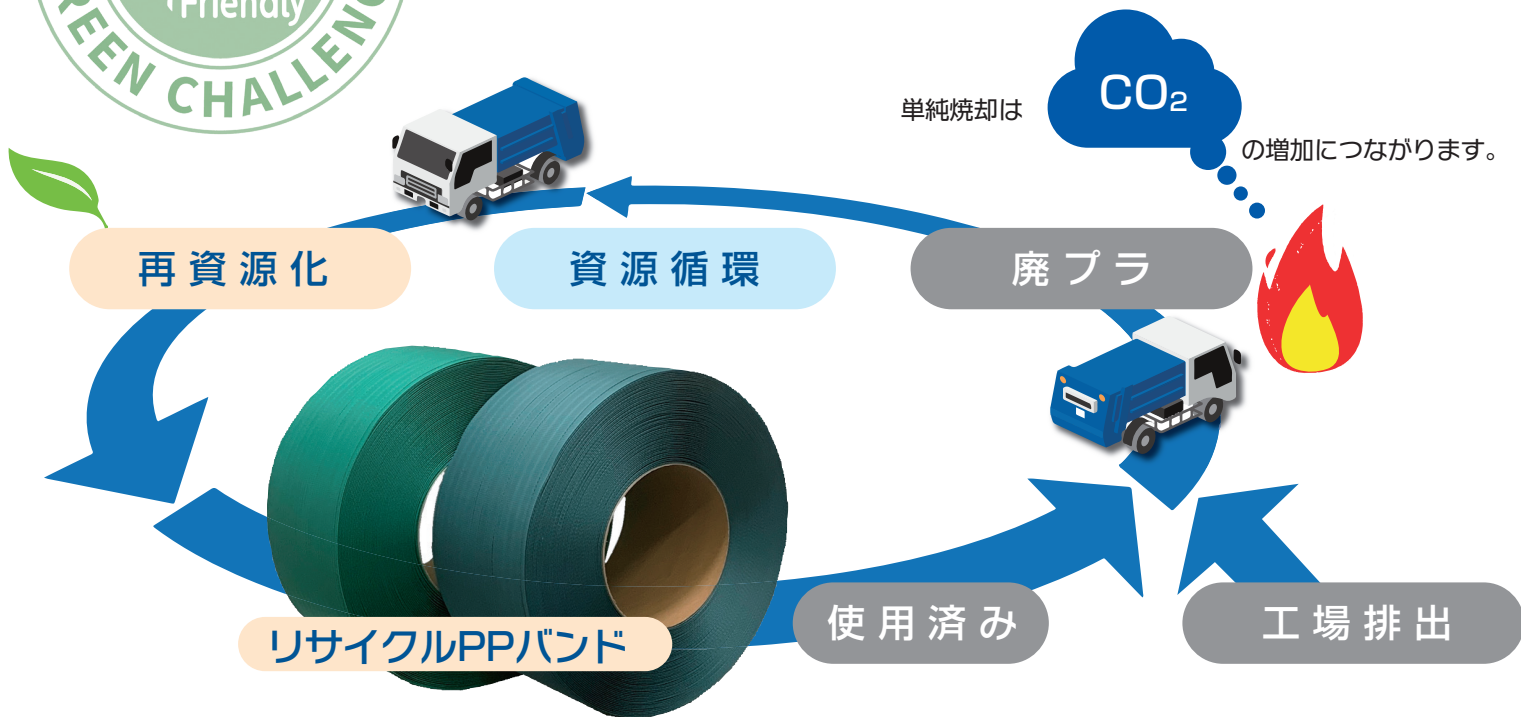 Friendly
GREEN CHALLENGE
単純焼却は
CO₂
の増加につながります。
再資源化
資源循環
廃プラ
リサイクルPPバンド
使用済み
工場排出